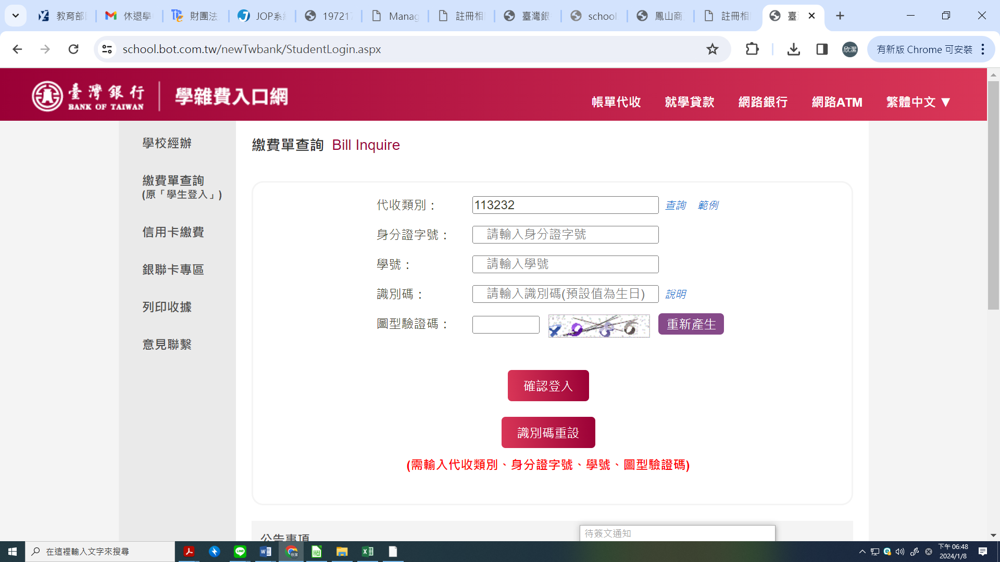 教育部
休退學
財團法
JOP系
19721
Manag
註冊相
臺灣銀
school
鳳山商
註冊相
臺
school.bot.com.tw/newTwbank/StudentLogin.aspx
欣潔
有新版 Chrome 可安裝
臺灣銀行
BANK OF TAIWAN
學雜費入口網
帳單代收
就學貸款
網路銀行
網路ATM
繁體中文 ▼
學校經辦
繳費單查詢
(原「學生登入」)
信用卡繳費
銀聯卡專區
列印收據
意見聯繫
繳費單查詢 Bill Inquire
代收類別： 113232 查詢 範例
身分證字號： 請輸入身分證字號
學號： 請輸入學號
識別碼： 請輸入識別碼(預設值為生日) 說明
圖型驗證碼： 重新產生
確認登入
識別碼重設
(需輸入代收類別、身分證字號、學號、圖型驗證碼)
公告事項
待簽文通知
在這裡輸入文字來搜尋
下午 06:48
2024/1/8